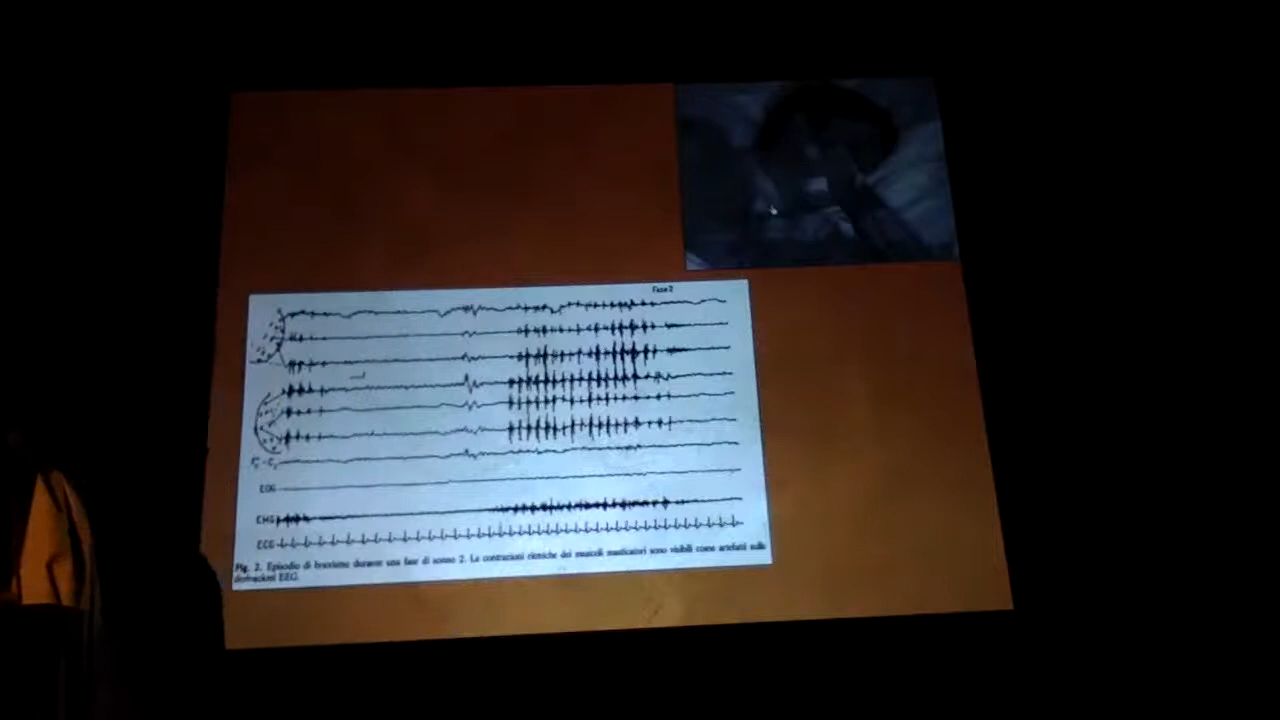 Fase 2
EOG
EMG
ECG
Fig. 2. Episodio di bruxismo durante una fase di sonno 2. Le contrazioni ritmiche dei muscoli masticatori sono visibili come artefatti sulle
derivazioni EEG.